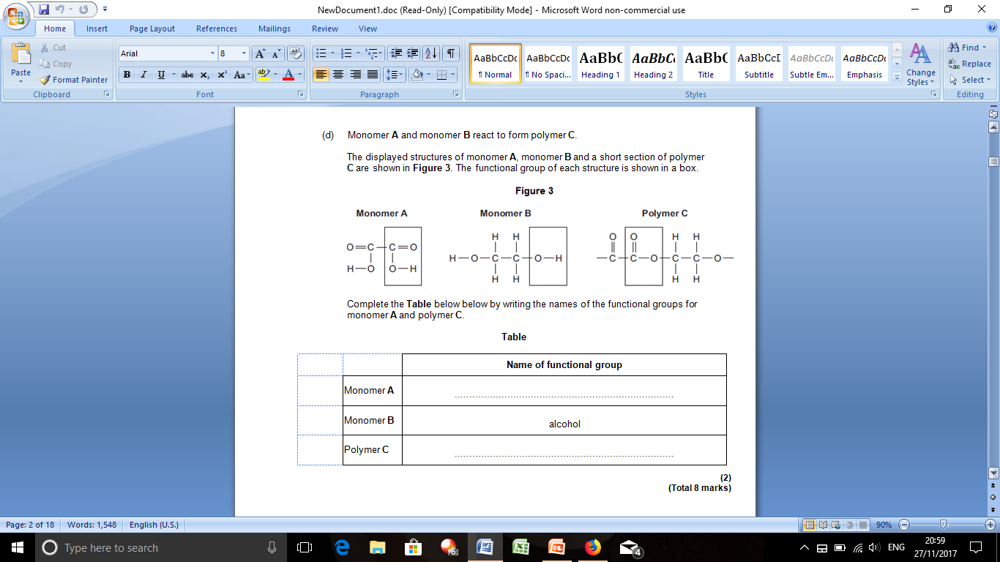 NewDocument1.doc (Read-Only) [Compatibility Mode] - Microsoft Word non-commercial use
Home Insert Page Layout References Mailings Review View
Paste Cut Copy Format Painter
Clipboard
Arial 8
B I U abc x₂ x² Aa ab A
Font
Paragraph
AaBbCcDc AaBbCcDc AaBbC AaBbCc AaBbC AaBbCcI AaBbCcDc AaBbCcDc
¶ Normal ¶ No Spaci... Heading 1 Heading 2 Title Subtitle Subtle Em... Emphasis
Change Styles
Styles
Find
Replace
Select
Editing
(d) Monomer A and monomer B react to form polymer C.
The displayed structures of monomer A, monomer B and a short section of polymer
C are shown in Figure 3. The functional group of each structure is shown in a box.
Figure 3
Monomer A Monomer B Polymer C
O=C—C=O
H—O O—H
H H
H—O—C—C—O—H
H H
O O H H
—C—C—O—C—C—O—
H H
Complete the Table below below by writing the names of the functional groups for
monomer A and polymer C.
Table
Name of functional group
Monomer A ...............................................................
Monomer B alcohol
Polymer C ...............................................................
(2)
(Total 8 marks)
Page: 2 of 18 Words: 1,548 English (U.S.) 90%
Type here to search
4
ENG
20:59
27/11/2017